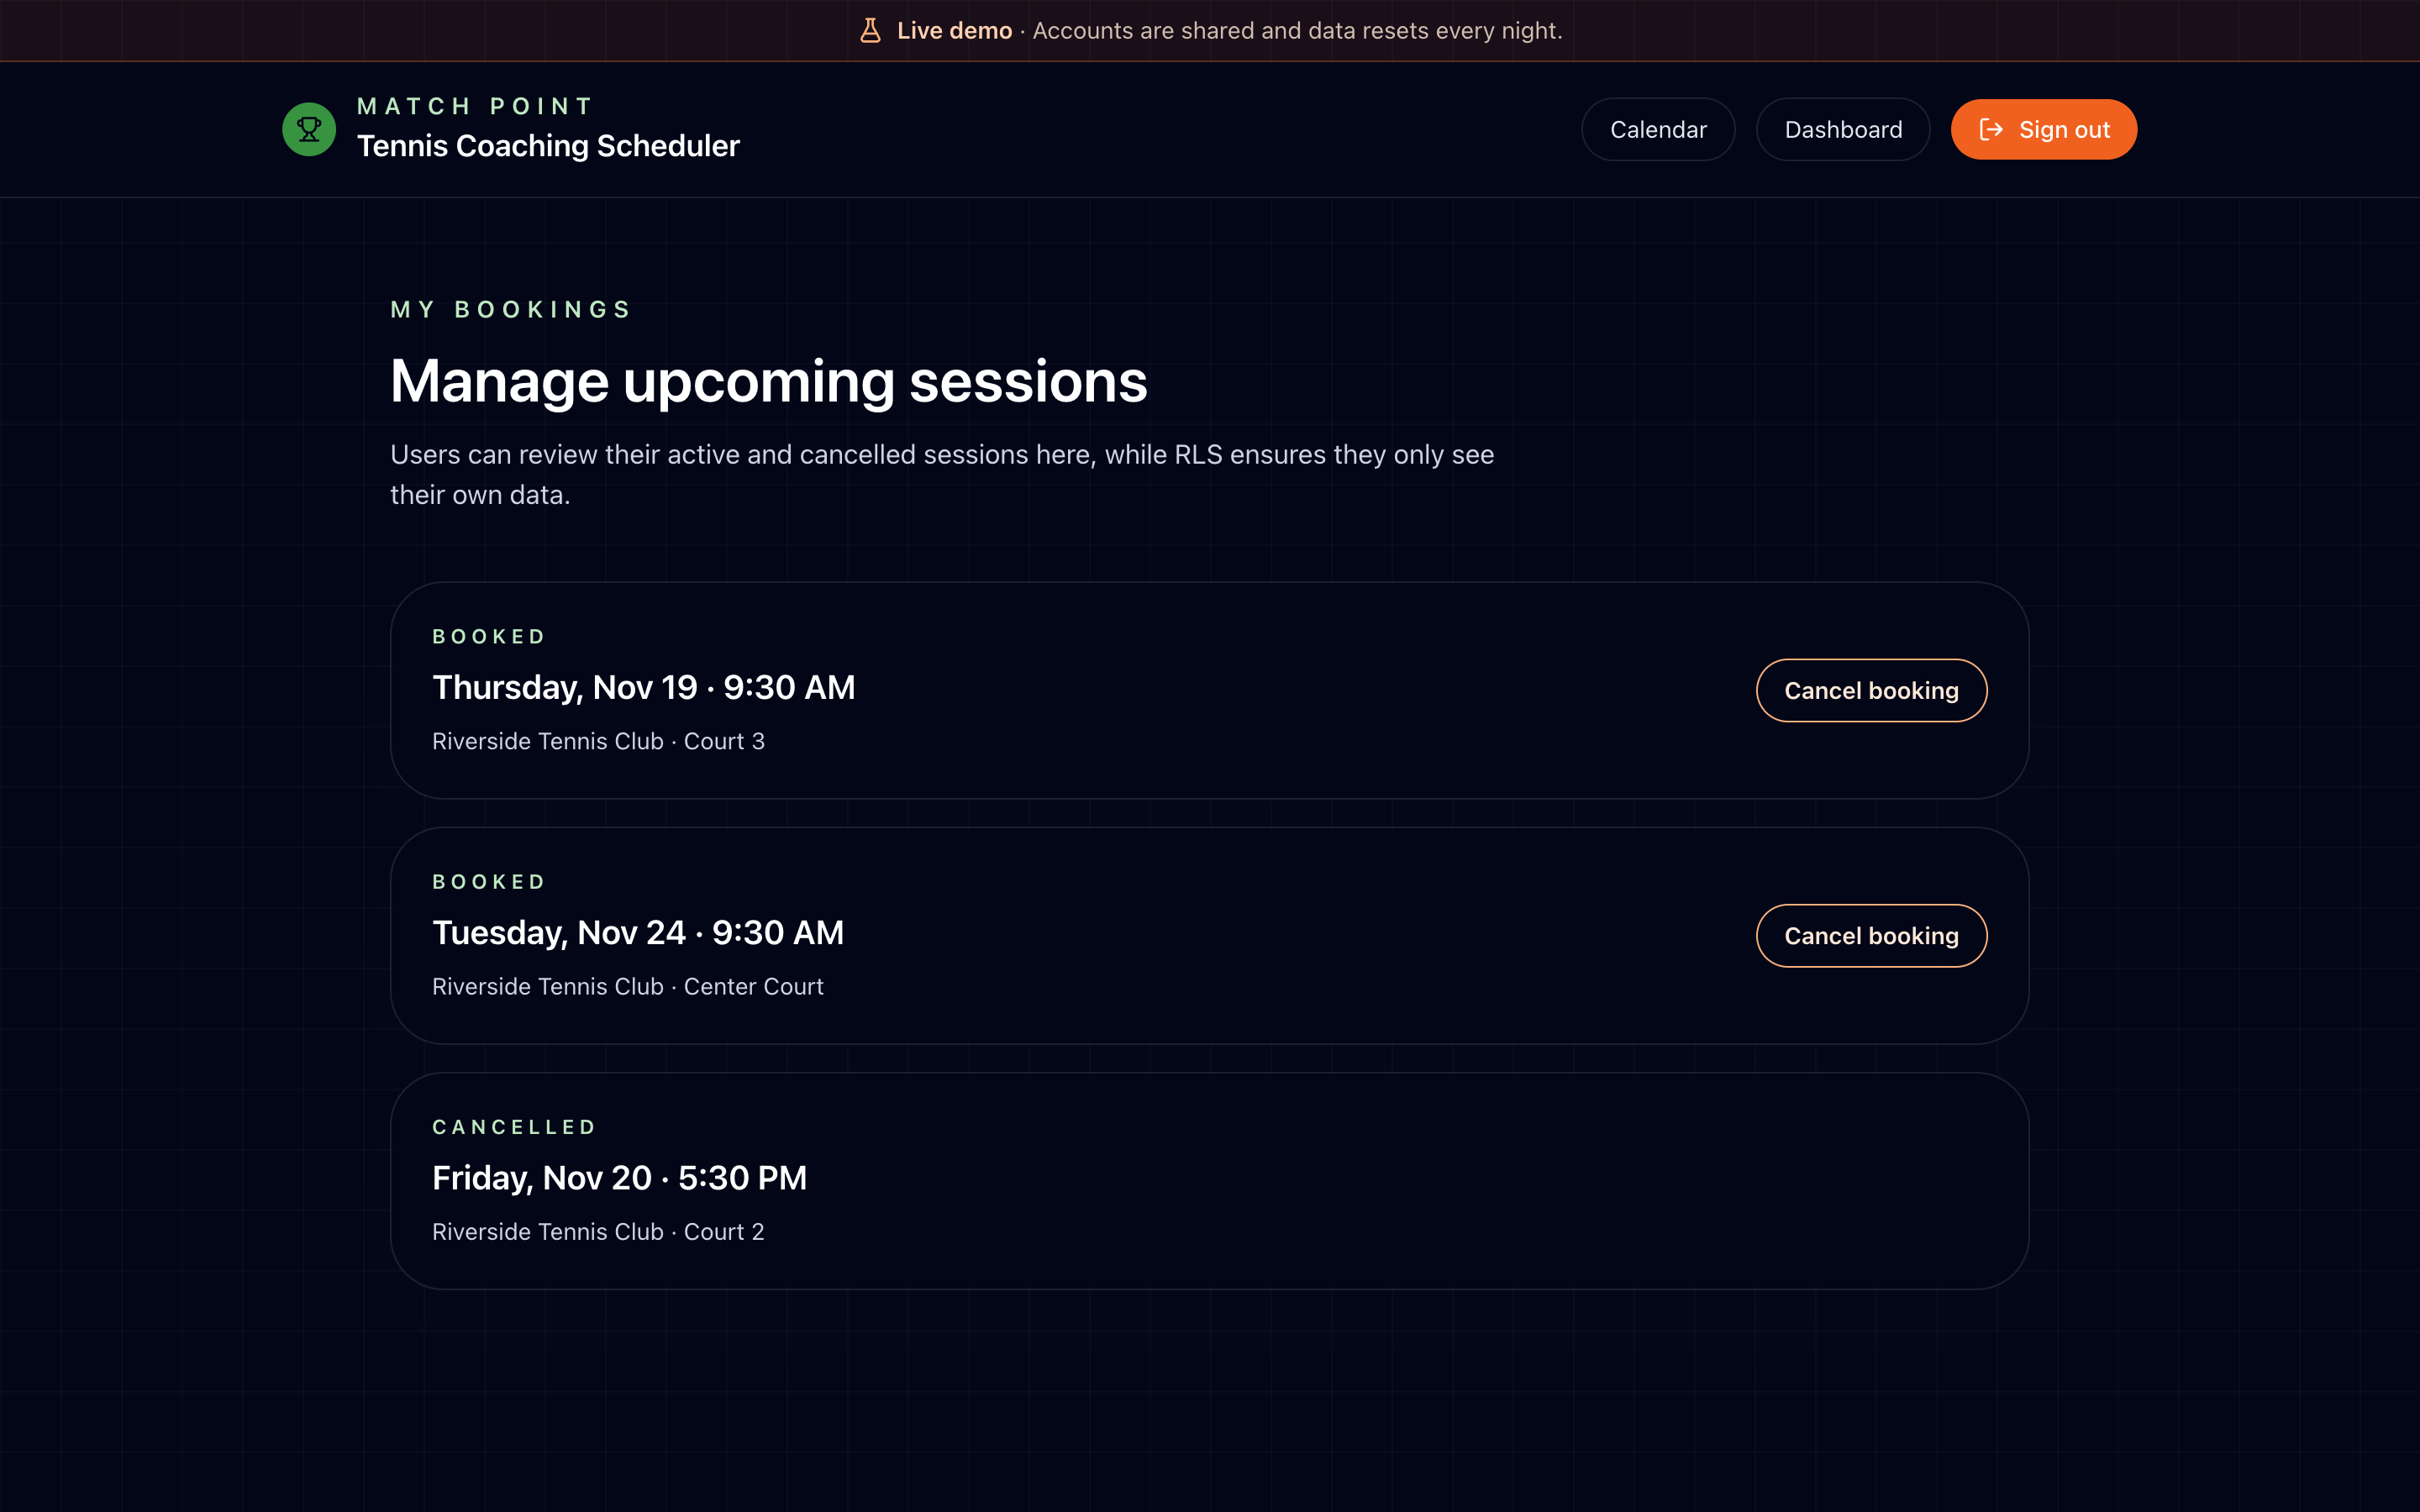 Live demo · Accounts are shared and data resets every night.
MATCH POINT
Tennis Coaching Scheduler
Calendar
Dashboard
Sign out
MY BOOKINGS
Manage upcoming sessions
Users can review their active and cancelled sessions here, while RLS ensures they only see
their own data.
BOOKED
Thursday, Nov 19 · 9:30 AM
Riverside Tennis Club · Court 3
Cancel booking
BOOKED
Tuesday, Nov 24 · 9:30 AM
Riverside Tennis Club · Center Court
Cancel booking
CANCELLED
Friday, Nov 20 · 5:30 PM
Riverside Tennis Club · Court 2